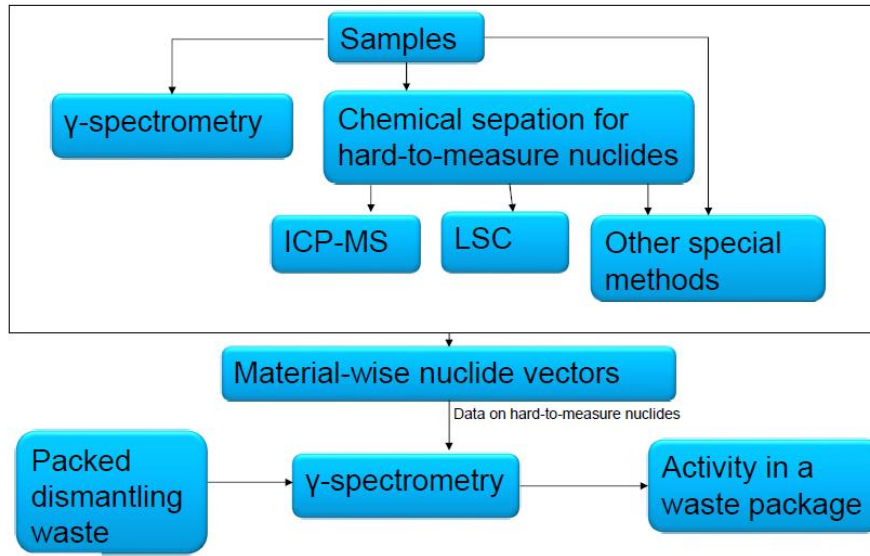 Samples
γ-spectrometry
Chemical sepation for
hard-to-measure nuclides
ICP-MS
LSC
Other special
methods
Material-wise nuclide vectors
Data on hard-to-measure nuclides
Packed
dismantling
waste
γ-spectrometry
Activity in a
waste package